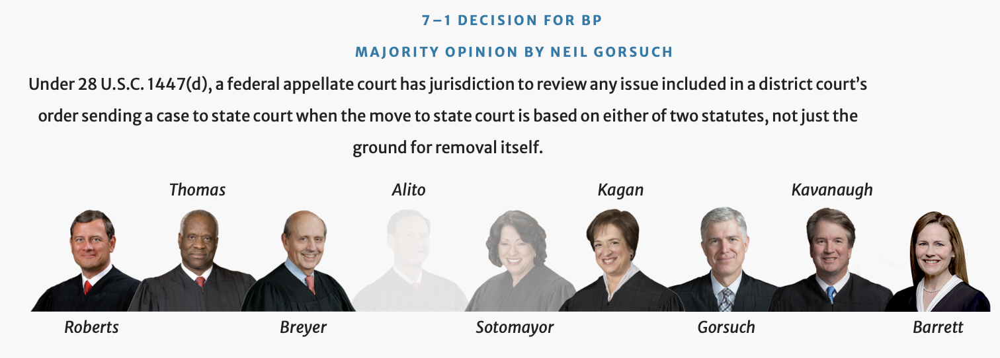 7–1 DECISION FOR BP
MAJORITY OPINION BY NEIL GORSUCH
Under 28 U.S.C. 1447(d), a federal appellate court has jurisdiction to review any issue included in a district court’s
order sending a case to state court when the move to state court is based on either of two statutes, not just the
ground for removal itself.
Thomas Alito Kagan Kavanaugh
Roberts Breyer Sotomayor Gorsuch Barrett